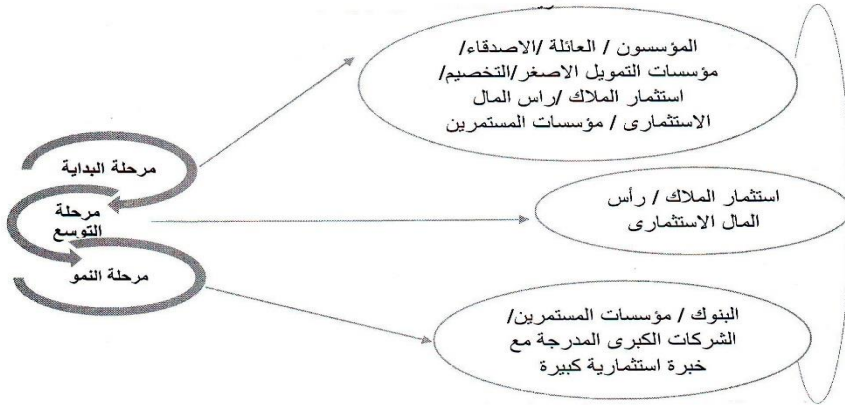 مرحلة البداية
مرحلة
التوسع
مرحلة النمو
المؤسسون / العائلة /الاصدقاء/
مؤسسات التمويل الاصغر/التخصيم/
استثمار الملاك /راس المال
الاستثمارى / مؤسسات المستمرين
استثمار الملاك / رأس
المال الاستثمارى
البنوك / مؤسسات المستمرين/
الشركات الكبرى المدرجة مع
خبرة استثمارية كبيرة